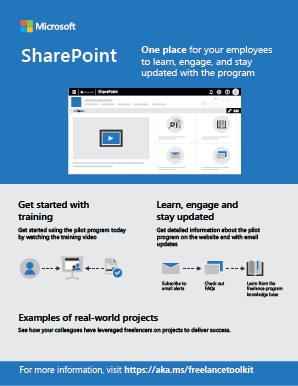 Microsoft
SharePoint
One place for your employees
to learn, engage, and stay
updated with the program
SharePoint
Get started with
training
Get started using the pilot program today
by watching the training video
Learn, engage and
stay updated
Get detailed information about the pilot
program on the website and with email
updates
Subscribe to
email alerts
Check out
FAQs
Learn from the
freelance program
knowledge base
Examples of real-world projects
See how your colleagues have leveraged freelancers on projects to deliver success.
For more information, visit https://aka.ms/freelancetoolkit